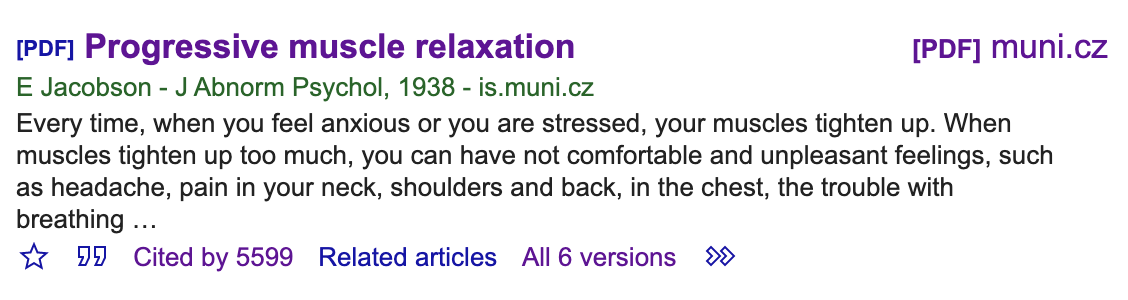 [PDF] Progressive muscle relaxation [PDF] muni.cz
E Jacobson - J Abnorm Psychol, 1938 - is.muni.cz
Every time, when you feel anxious or you are stressed, your muscles tighten up. When
muscles tighten up too much, you can have not comfortable and unpleasant feelings, such
as headache, pain in your neck, shoulders and back, in the chest, the trouble with
breathing …
Cited by 5599 Related articles All 6 versions